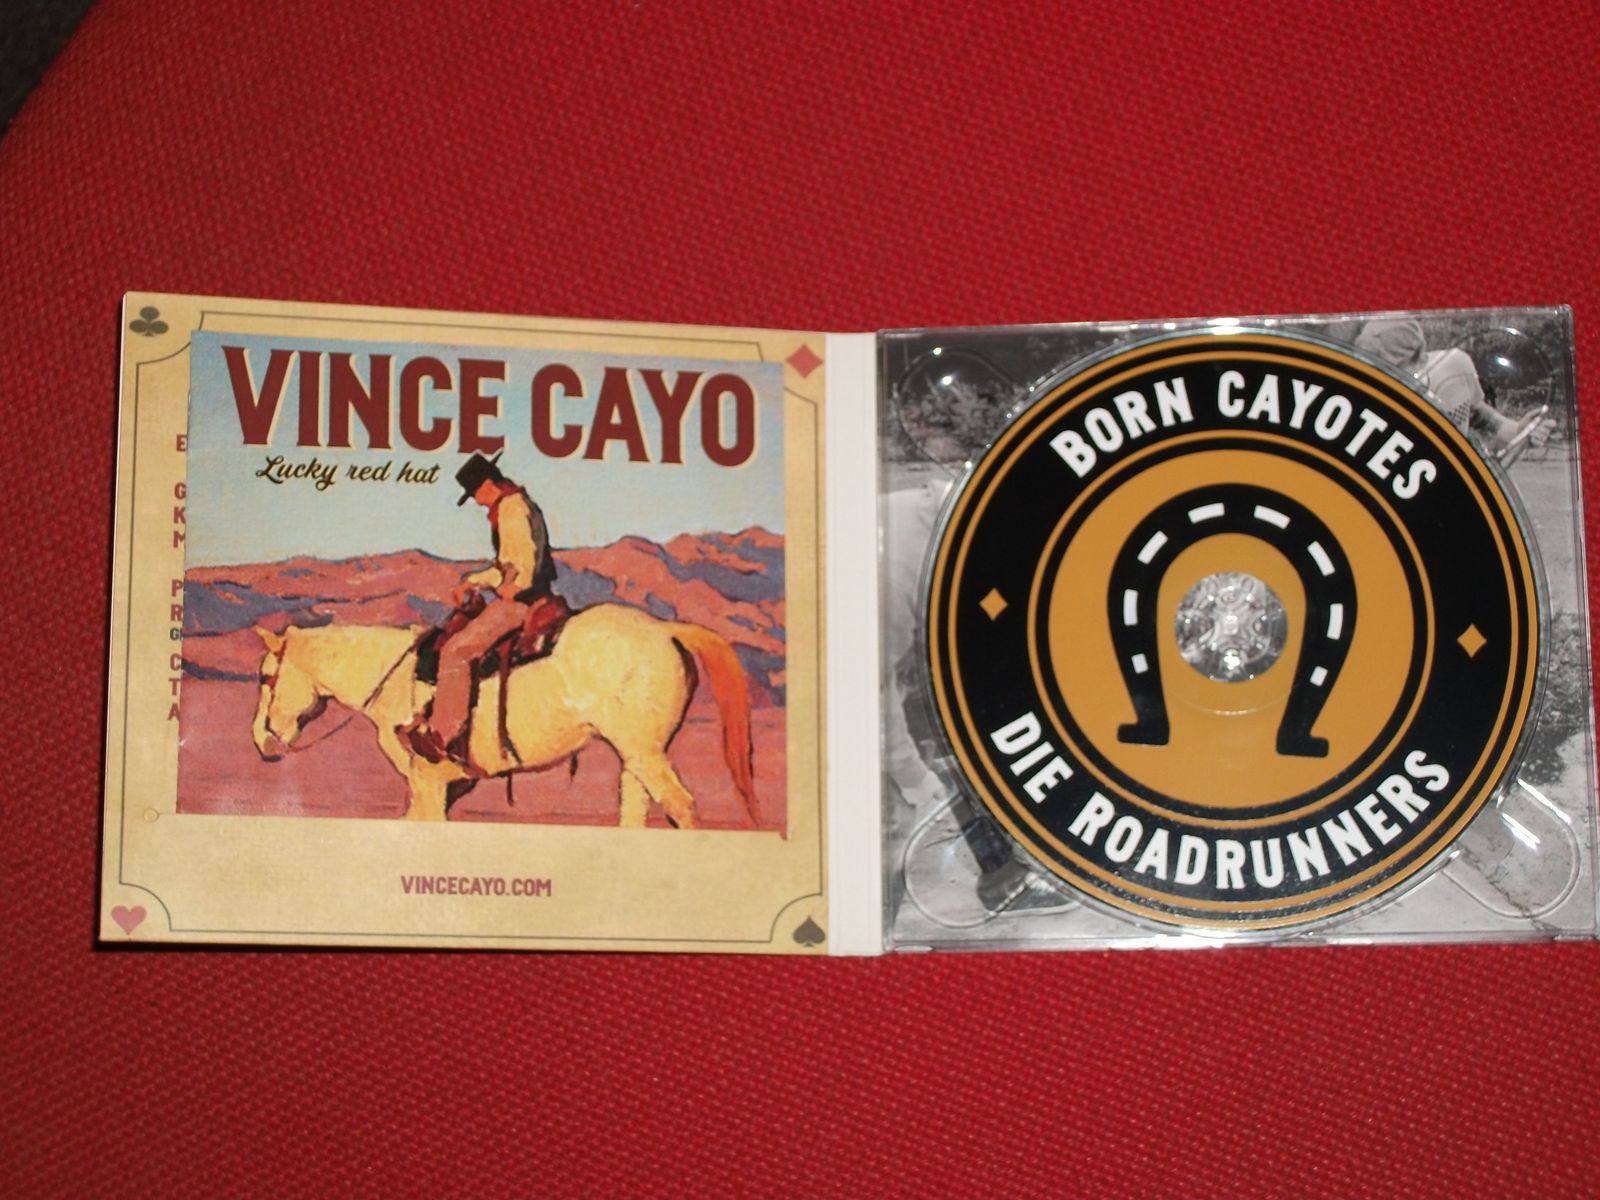 VINCE CAYO
Lucky red hat
E
G
K
M
P
R
G
C
T
A
VINCECAYO.COM
BORN CAYOTES
DIE ROADRUNNERS